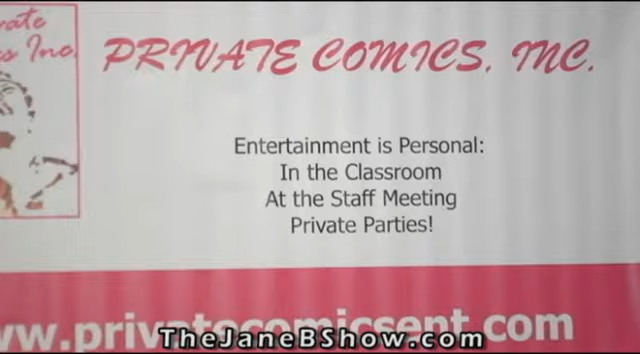 PRIVATE COMICS, INC.
Entertainment is Personal:
In the Classroom
At the Staff Meeting
Private Parties!
TheJaneBShow.com